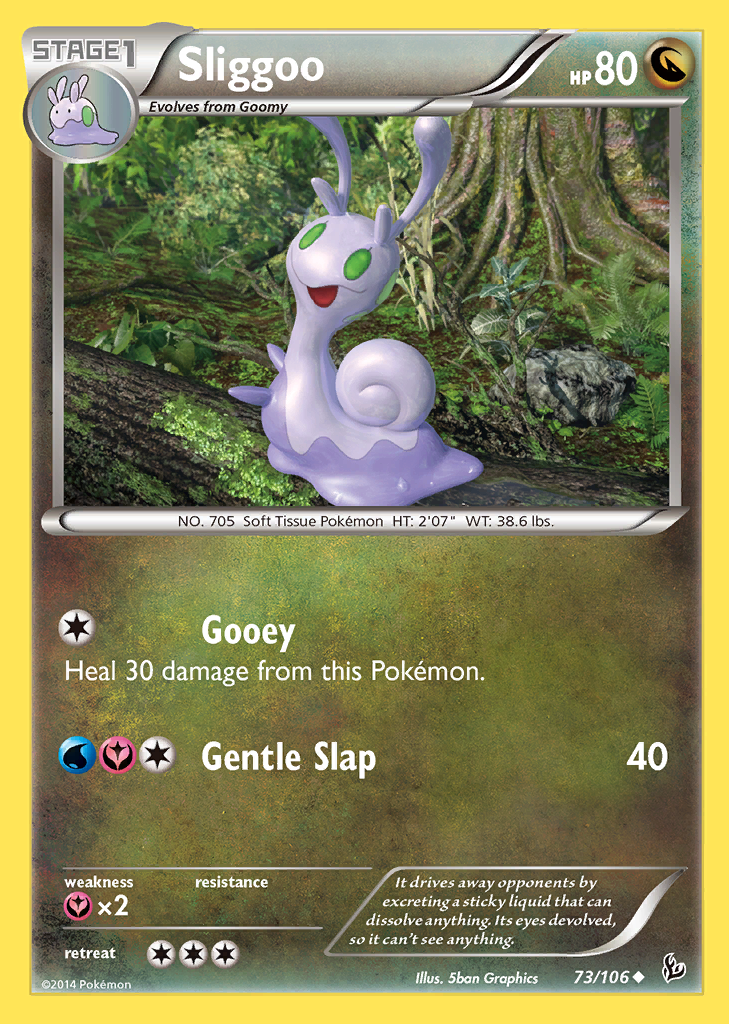 STAGE1
Sliggoo
HP80
Evolves from Goomy
NO. 705 Soft Tissue Pokémon HT: 2'07" WT: 38.6 lbs.
Gooey
Heal 30 damage from this Pokémon.
Gentle Slap 40
weakness resistance
×2
retreat
It drives away opponents by
excreting a sticky liquid that can
dissolve anything. Its eyes devolved,
so it can't see anything.
©2014 Pokémon
Illus. 5ban Graphics 73/106